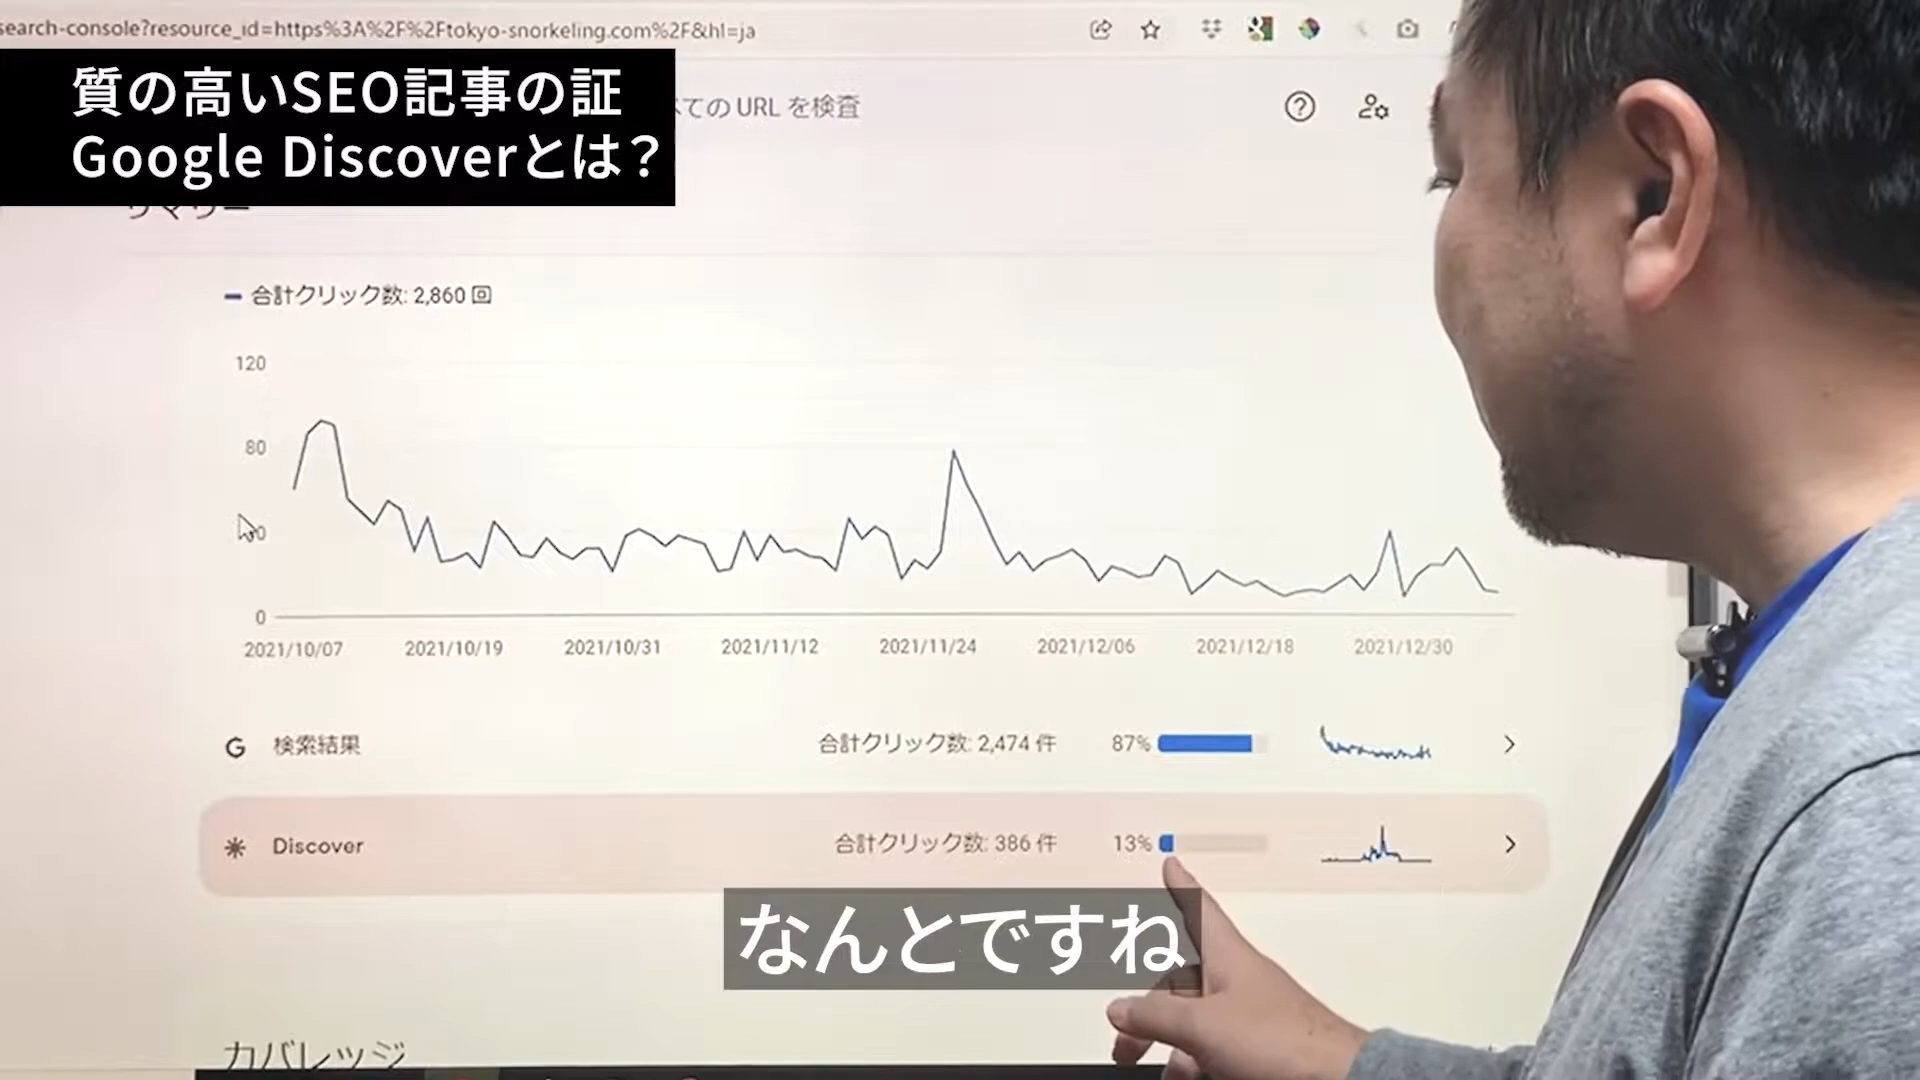 search-console?resource_id=https%3A%2F%2Ftokyo-snorkeling.com%2F&hl=ja
質の高いSEO記事の証
Google Discoverとは？
てのURL を検査
サマリー
合計クリック数: 2,860 回
120
80
0
0
2021/10/07 2021/10/19 2021/10/31 2021/11/12 2021/11/24 2021/12/06 2021/12/18 2021/12/30
G 検索結果 合計クリック数: 2,474 件 87%
Discover 合計クリック数: 386 件 13%
なんとですね
カバレッジ